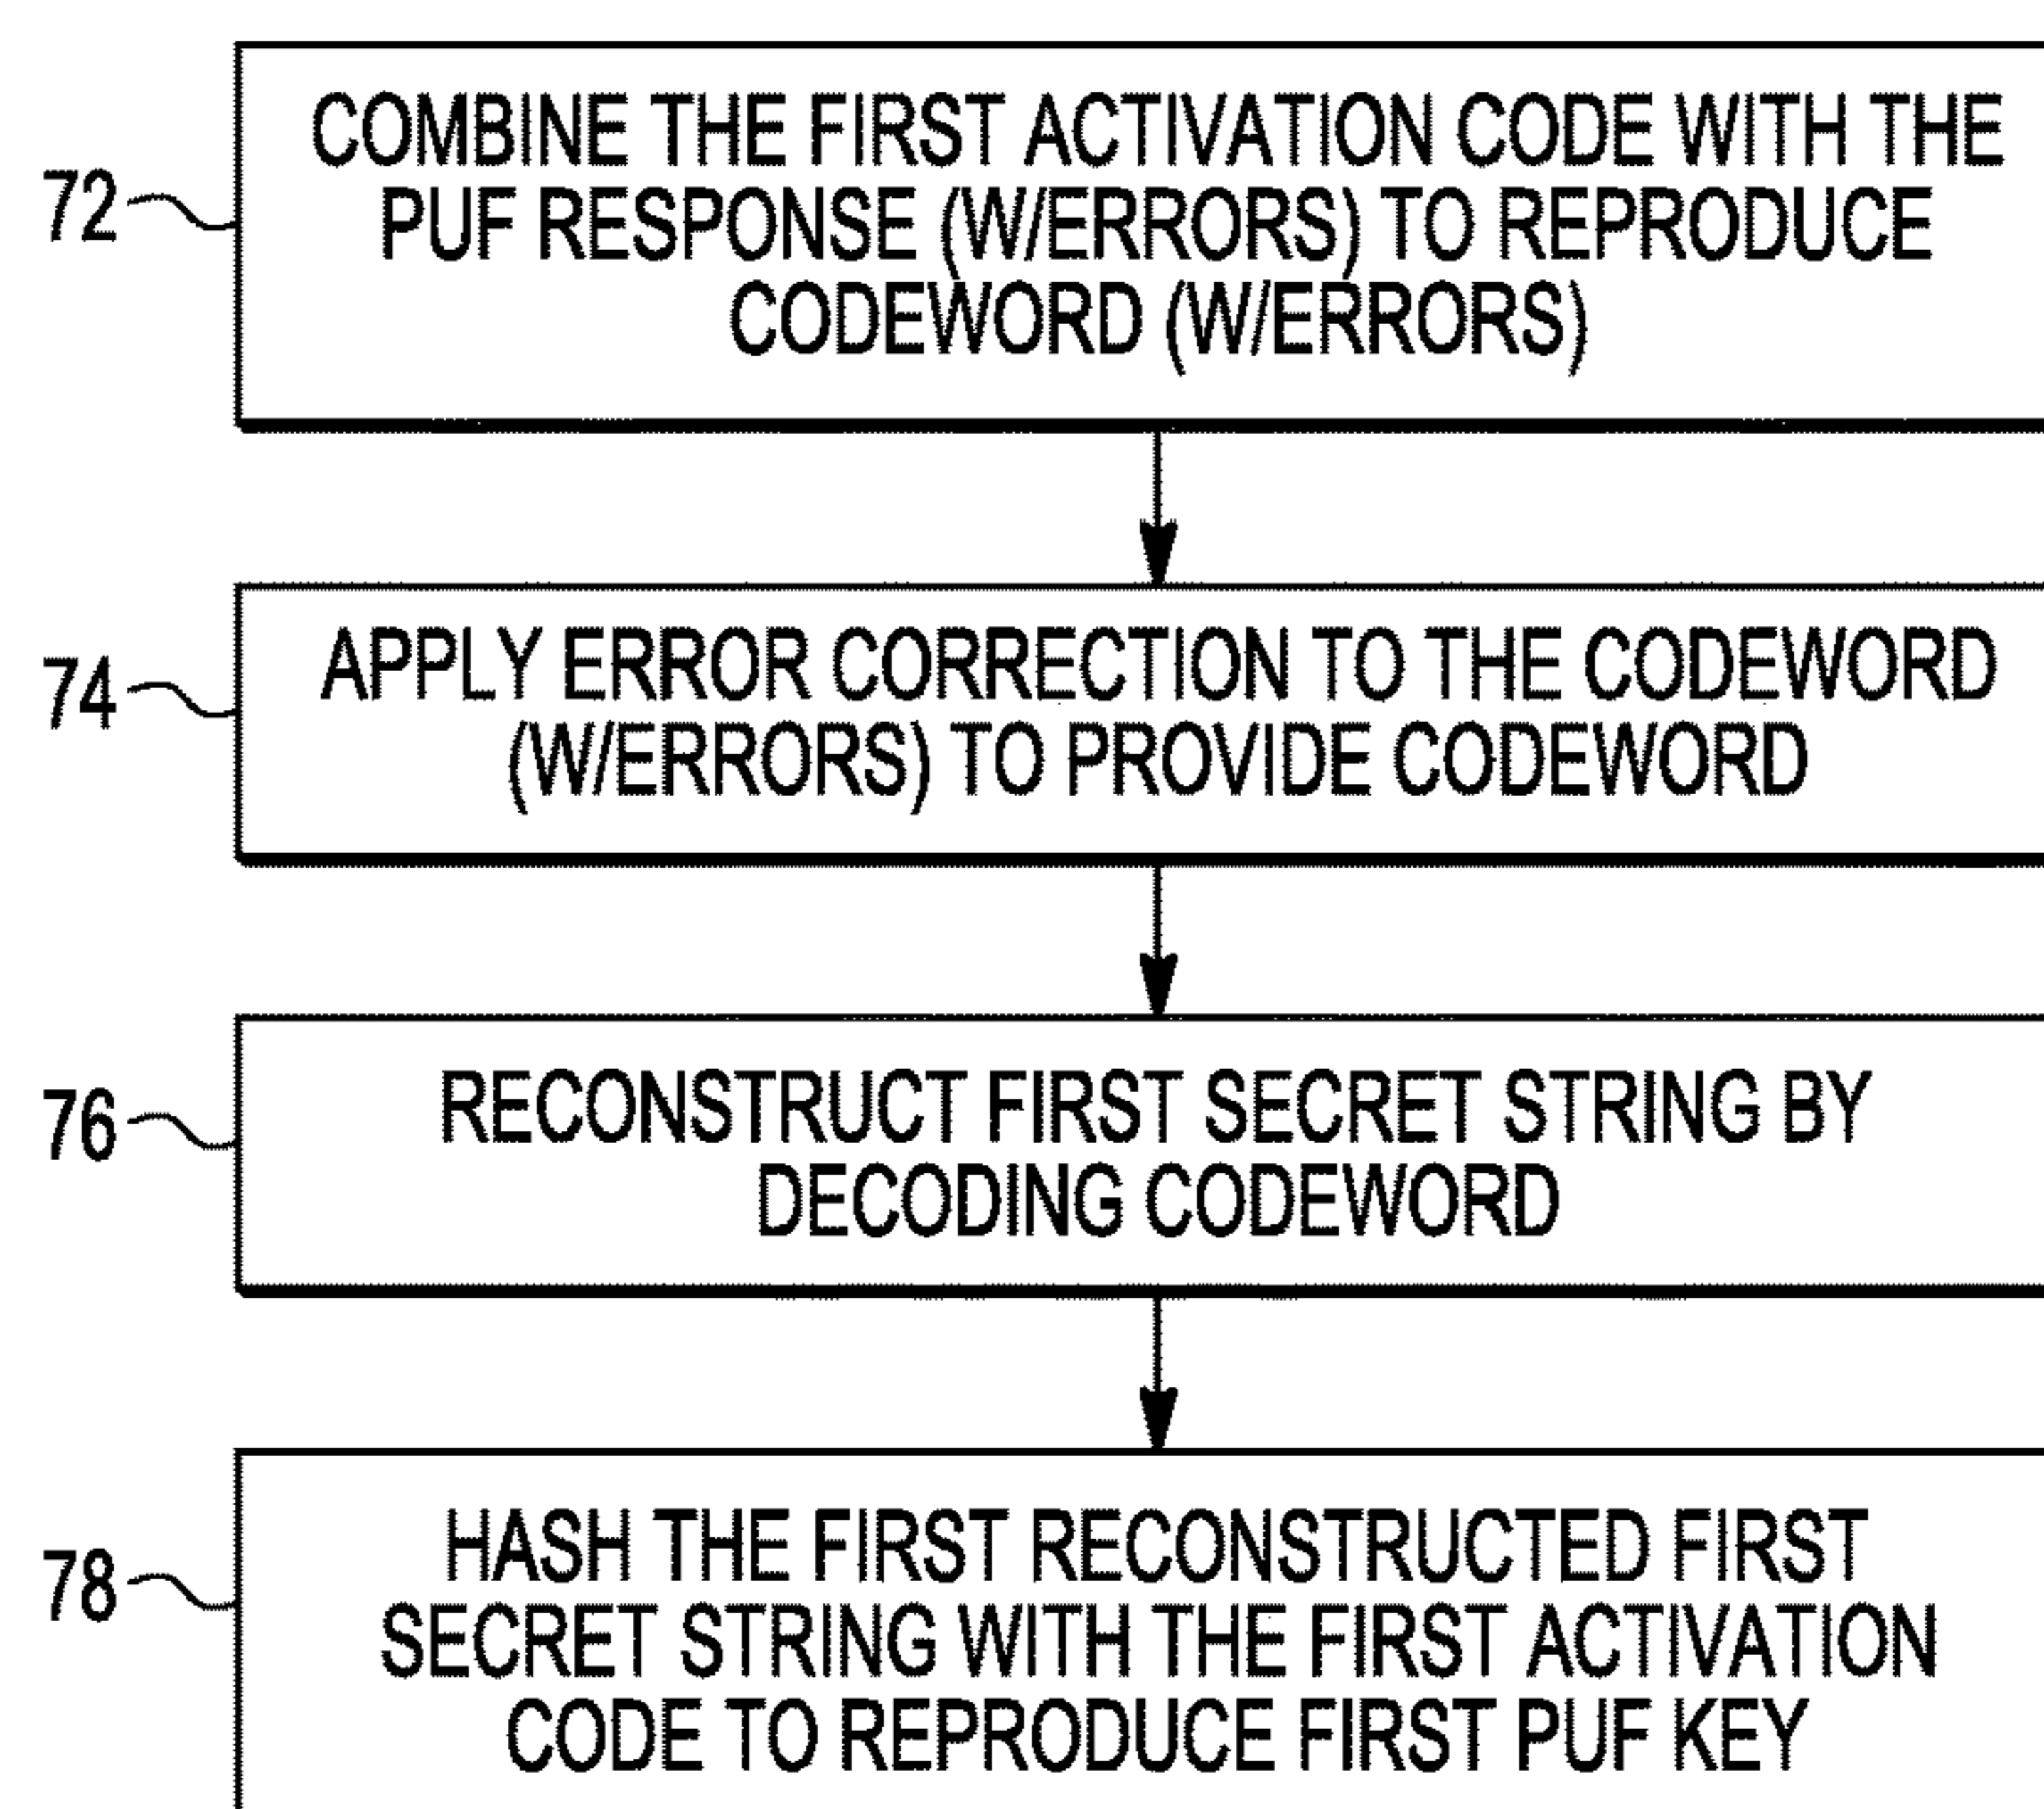 72
COMBINE THE FIRST ACTIVATION CODE WITH THE
PUF RESPONSE (W/ERRORS) TO REPRODUCE
CODEWORD (W/ERRORS)
74
APPLY ERROR CORRECTION TO THE CODEWORD
(W/ERRORS) TO PROVIDE CODEWORD
76
RECONSTRUCT FIRST SECRET STRING BY
DECODING CODEWORD
78
HASH THE FIRST RECONSTRUCTED FIRST
SECRET STRING WITH THE FIRST ACTIVATION
CODE TO REPRODUCE FIRST PUF KEY